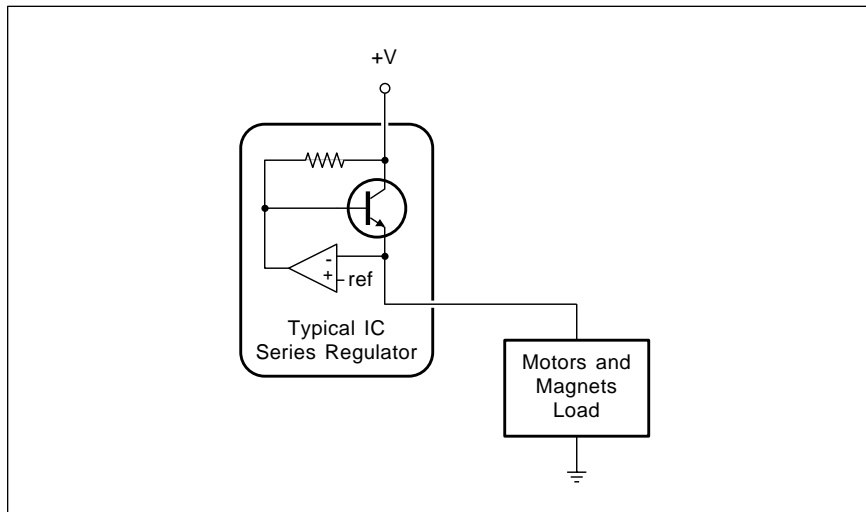 +V
-
+
ref
Typical IC
Series Regulator
Motors and
Magnets
Load